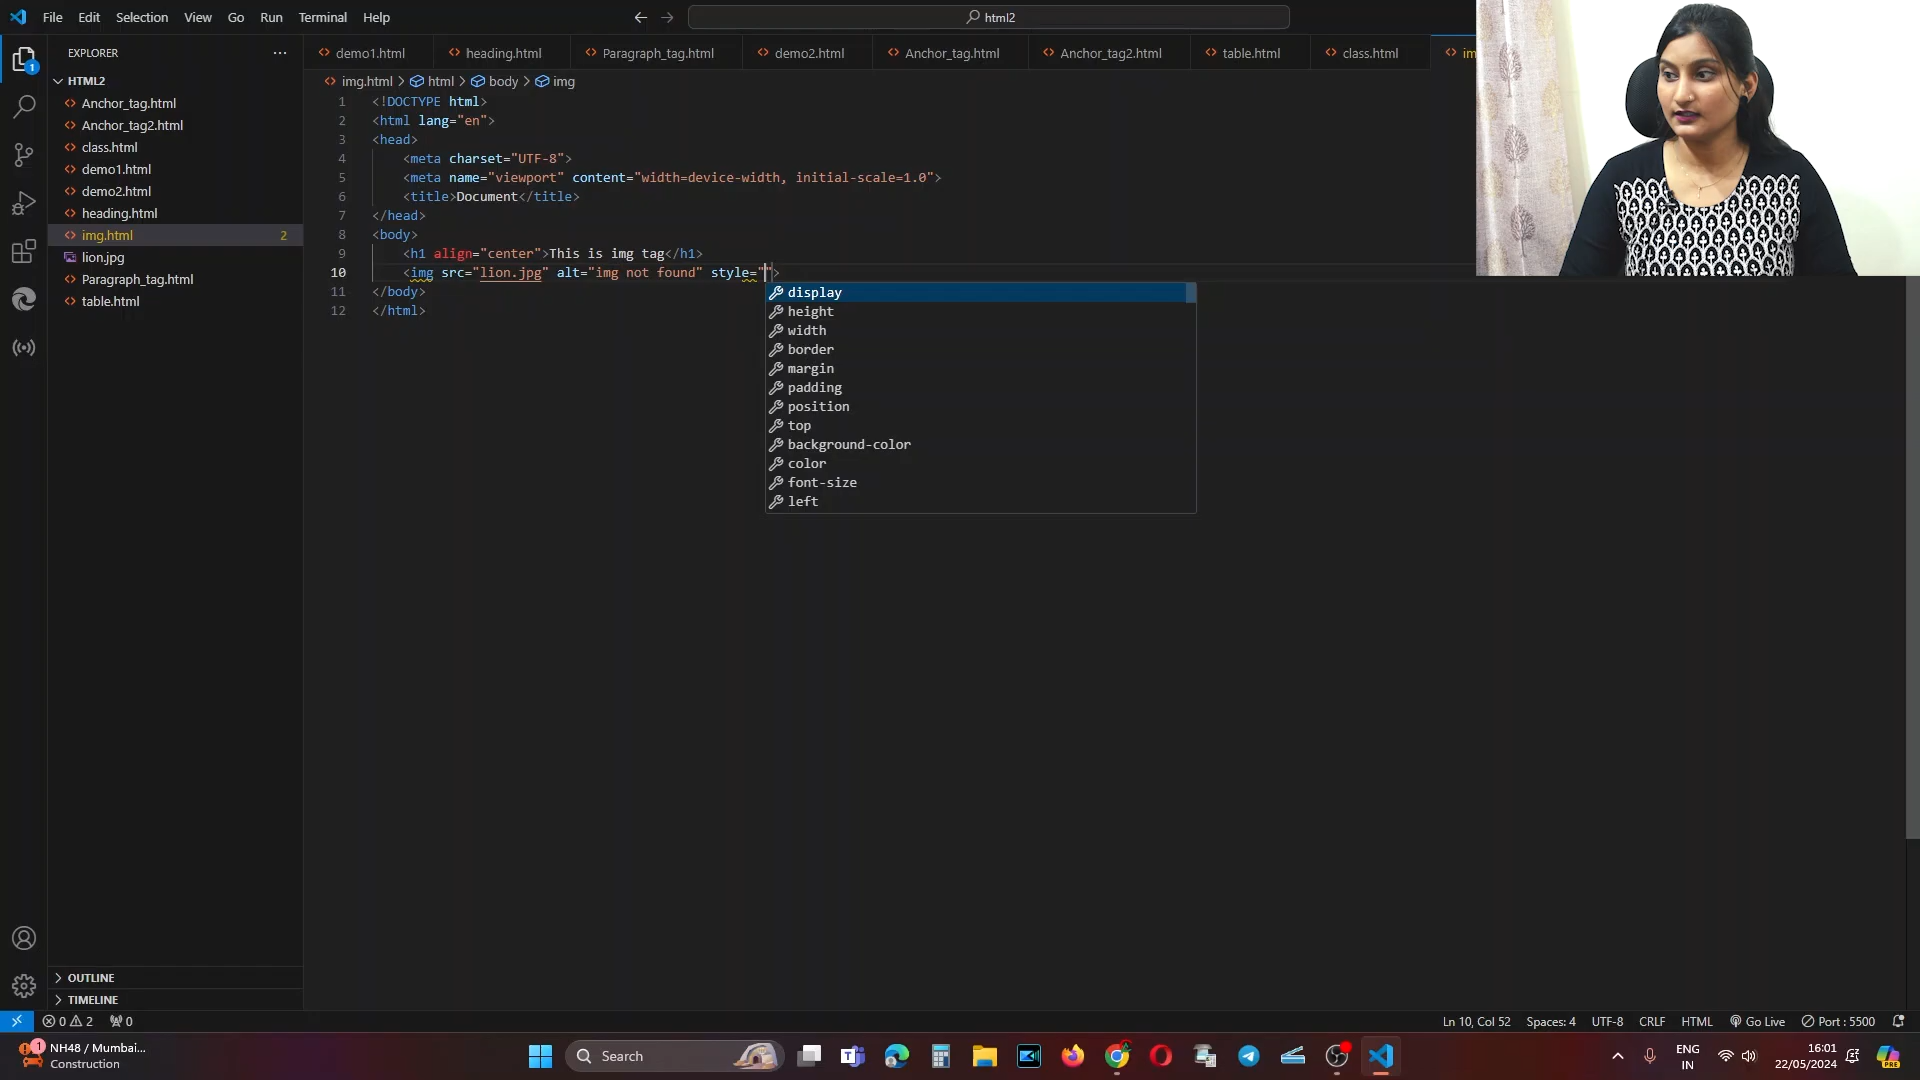 File Edit Selection View Go Run Terminal Help
html2
EXPLORER
demo1.html heading.html Paragraph_tag.html demo2.html Anchor_tag.html Anchor_tag2.html table.html class.html im
HTML2
img.html > html > body > img
Anchor_tag.html
Anchor_tag2.html
class.html
demo1.html
demo2.html
heading.html
img.html 2
lion.jpg
Paragraph_tag.html
table.html
1 <!DOCTYPE html>
2 <html lang="en">
3 <head>
4 <meta charset="UTF-8">
5 <meta name="viewport" content="width=device-width, initial-scale=1.0">
6 <title>Document</title>
7 </head>
8 <body>
9 <h1 align="center">This is img tag</h1>
10 <img src="lion.jpg" alt="img not found" style="">
11 </body>
12 </html>
display
height
width
border
margin
padding
position
top
background-color
color
font-size
left
OUTLINE
TIMELINE
0 2 0
Ln 10, Col 52 Spaces: 4 UTF-8 CRLF HTML Go Live Port : 5500
1
NH48 / Mumbai...
Construction
Search
ENG
IN
16:01
22/05/2024
PRE